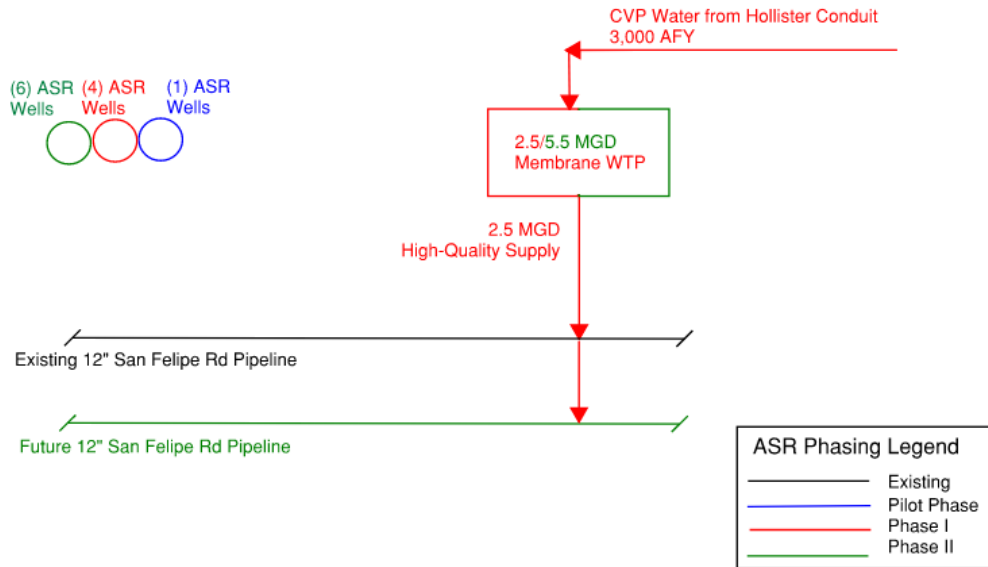 CVP Water from Hollister Conduit
3,000 AFY
(6) ASR Wells
(4) ASR Wells
(1) ASR Wells
2.5/5.5 MGD
Membrane WTP
2.5 MGD
High-Quality Supply
Existing 12" San Felipe Rd Pipeline
Future 12" San Felipe Rd Pipeline
ASR Phasing Legend
Existing
Pilot Phase
Phase I
Phase II